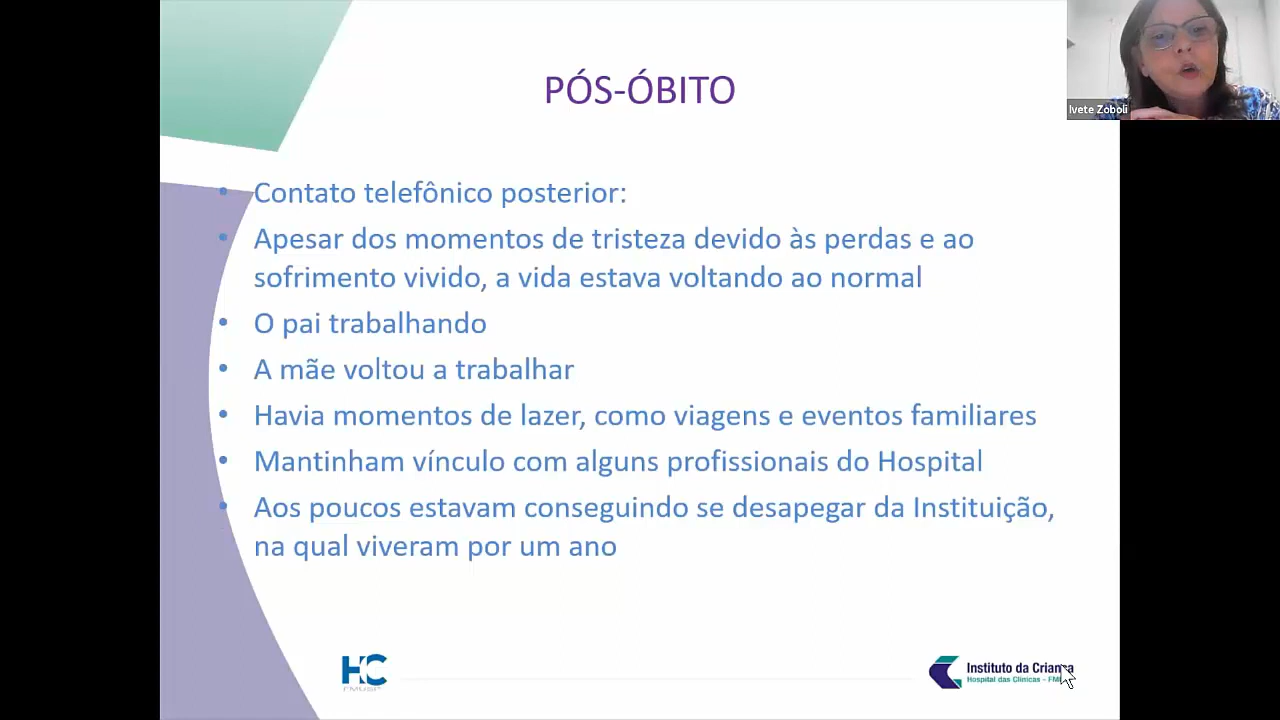 PÓS-ÓBITO
Ivete Zoboli
• Contato telefônico posterior:
• Apesar dos momentos de tristeza devido às perdas e ao
sofrimento vivido, a vida estava voltando ao normal
• O pai trabalhando
• A mãe voltou a trabalhar
• Havia momentos de lazer, como viagens e eventos familiares
• Mantinham vínculo com alguns profissionais do Hospital
• Aos poucos estavam conseguindo se desapegar da Instituição,
na qual viveram por um ano
HC
FMUSP
Instituto da Criança
Hospital das Clínicas -